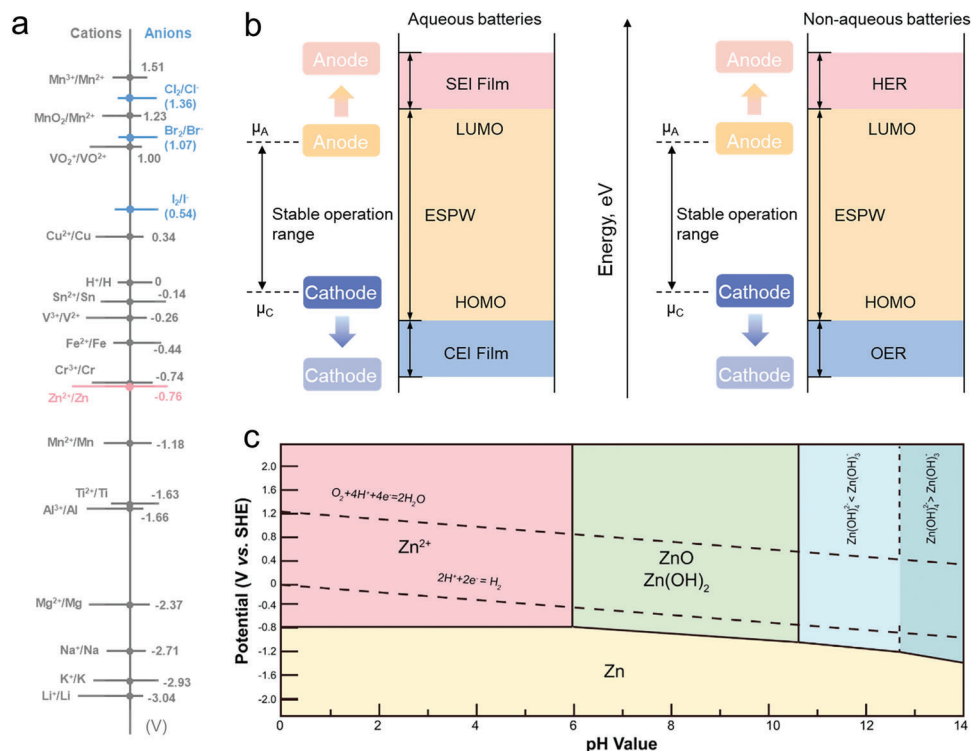 a
Cations Anions
Mn³⁺/Mn²⁺ 1.51
Cl₂/Cl⁻
(1.36)
MnO₂/Mn²⁺ 1.23
Br₂/Br⁻
(1.07)
VO₂⁺/VO²⁺ 1.00
I₂/I⁻
(0.54)
Cu²⁺/Cu 0.34
H⁺/H 0
Sn²⁺/Sn -0.14
V³⁺/V²⁺ -0.26
Fe²⁺/Fe -0.44
Cr³⁺/Cr -0.74
Zn²⁺/Zn -0.76
Mn²⁺/Mn -1.18
Ti²⁺/Ti -1.63
Al³⁺/Al -1.66
Mg²⁺/Mg -2.37
Na⁺/Na -2.71
K⁺/K -2.93
Li⁺/Li -3.04
(V)
b
Aqueous batteries
Anode
SEI Film
μA
Anode
LUMO
Stable operation
range
ESPW
Cathode
HOMO
μC
Cathode
CEI Film
Energy, eV
Non-aqueous batteries
Anode
HER
μA
Anode
LUMO
Stable operation
range
ESPW
Cathode
HOMO
μC
Cathode
OER
c
Potential (V vs. SHE)
2.0
1.6
1.2
0.8
0.4
0
-0.4
-0.8
-1.2
-1.6
-2.0
O₂+4H⁺+4e⁻=2H₂O
Zn²⁺
2H⁺+2e⁻= H₂
ZnO
Zn(OH)₂
Zn(OH)₄²⁻ < Zn(OH)₃⁻
Zn(OH)₄²⁻ > Zn(OH)₃⁻
Zn
0 2 4 6 8 10 12 14
pH Value